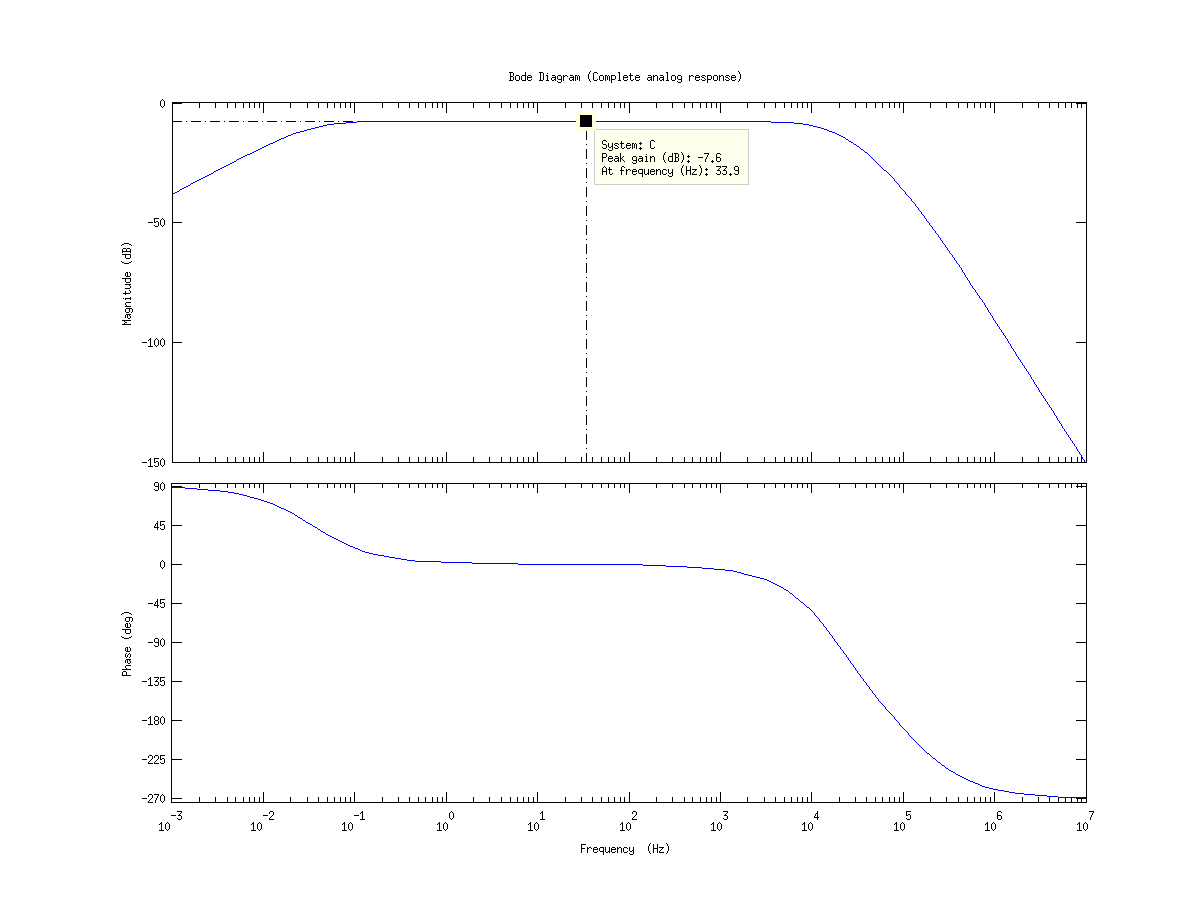 Bode Diagram (Complete analog response)
0
-50
-100
-150
Magnitude (dB)
System: C
Peak gain (dB): -7.6
At frequency (Hz): 33.9
90
45
0
-45
-90
-135
-180
-225
-270
Phase (deg)
10^-3 10^-2 10^-1 10^0 10^1 10^2 10^3 10^4 10^5 10^6 10^7
Frequency (Hz)